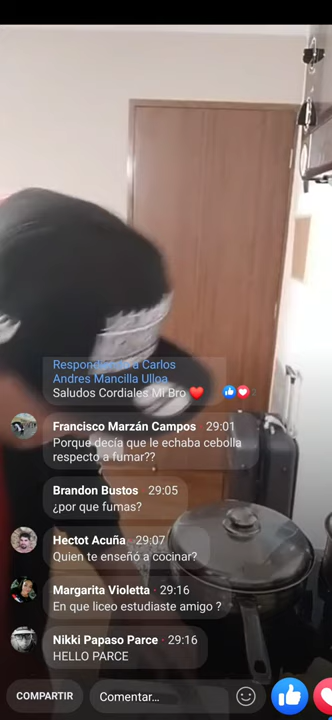 Respondiendo a Carlos
Andres Mancilla Ulloa
Saludos Cordiales Mi Bro ❤️
2
Francisco Marzán Campos 29:01
Porque decía que le echaba cebolla
respecto a fumar??
Brandon Bustos 29:05
¿por que fumas?
Hectot Acuña · 29:07
Quien te enseñó a cocinar?
Margarita Violetta · 29:16
En que liceo estudiaste amigo ?
Nikki Papaso Parce · 29:16
HELLO PARCE
COMPARTIR
Comentar...